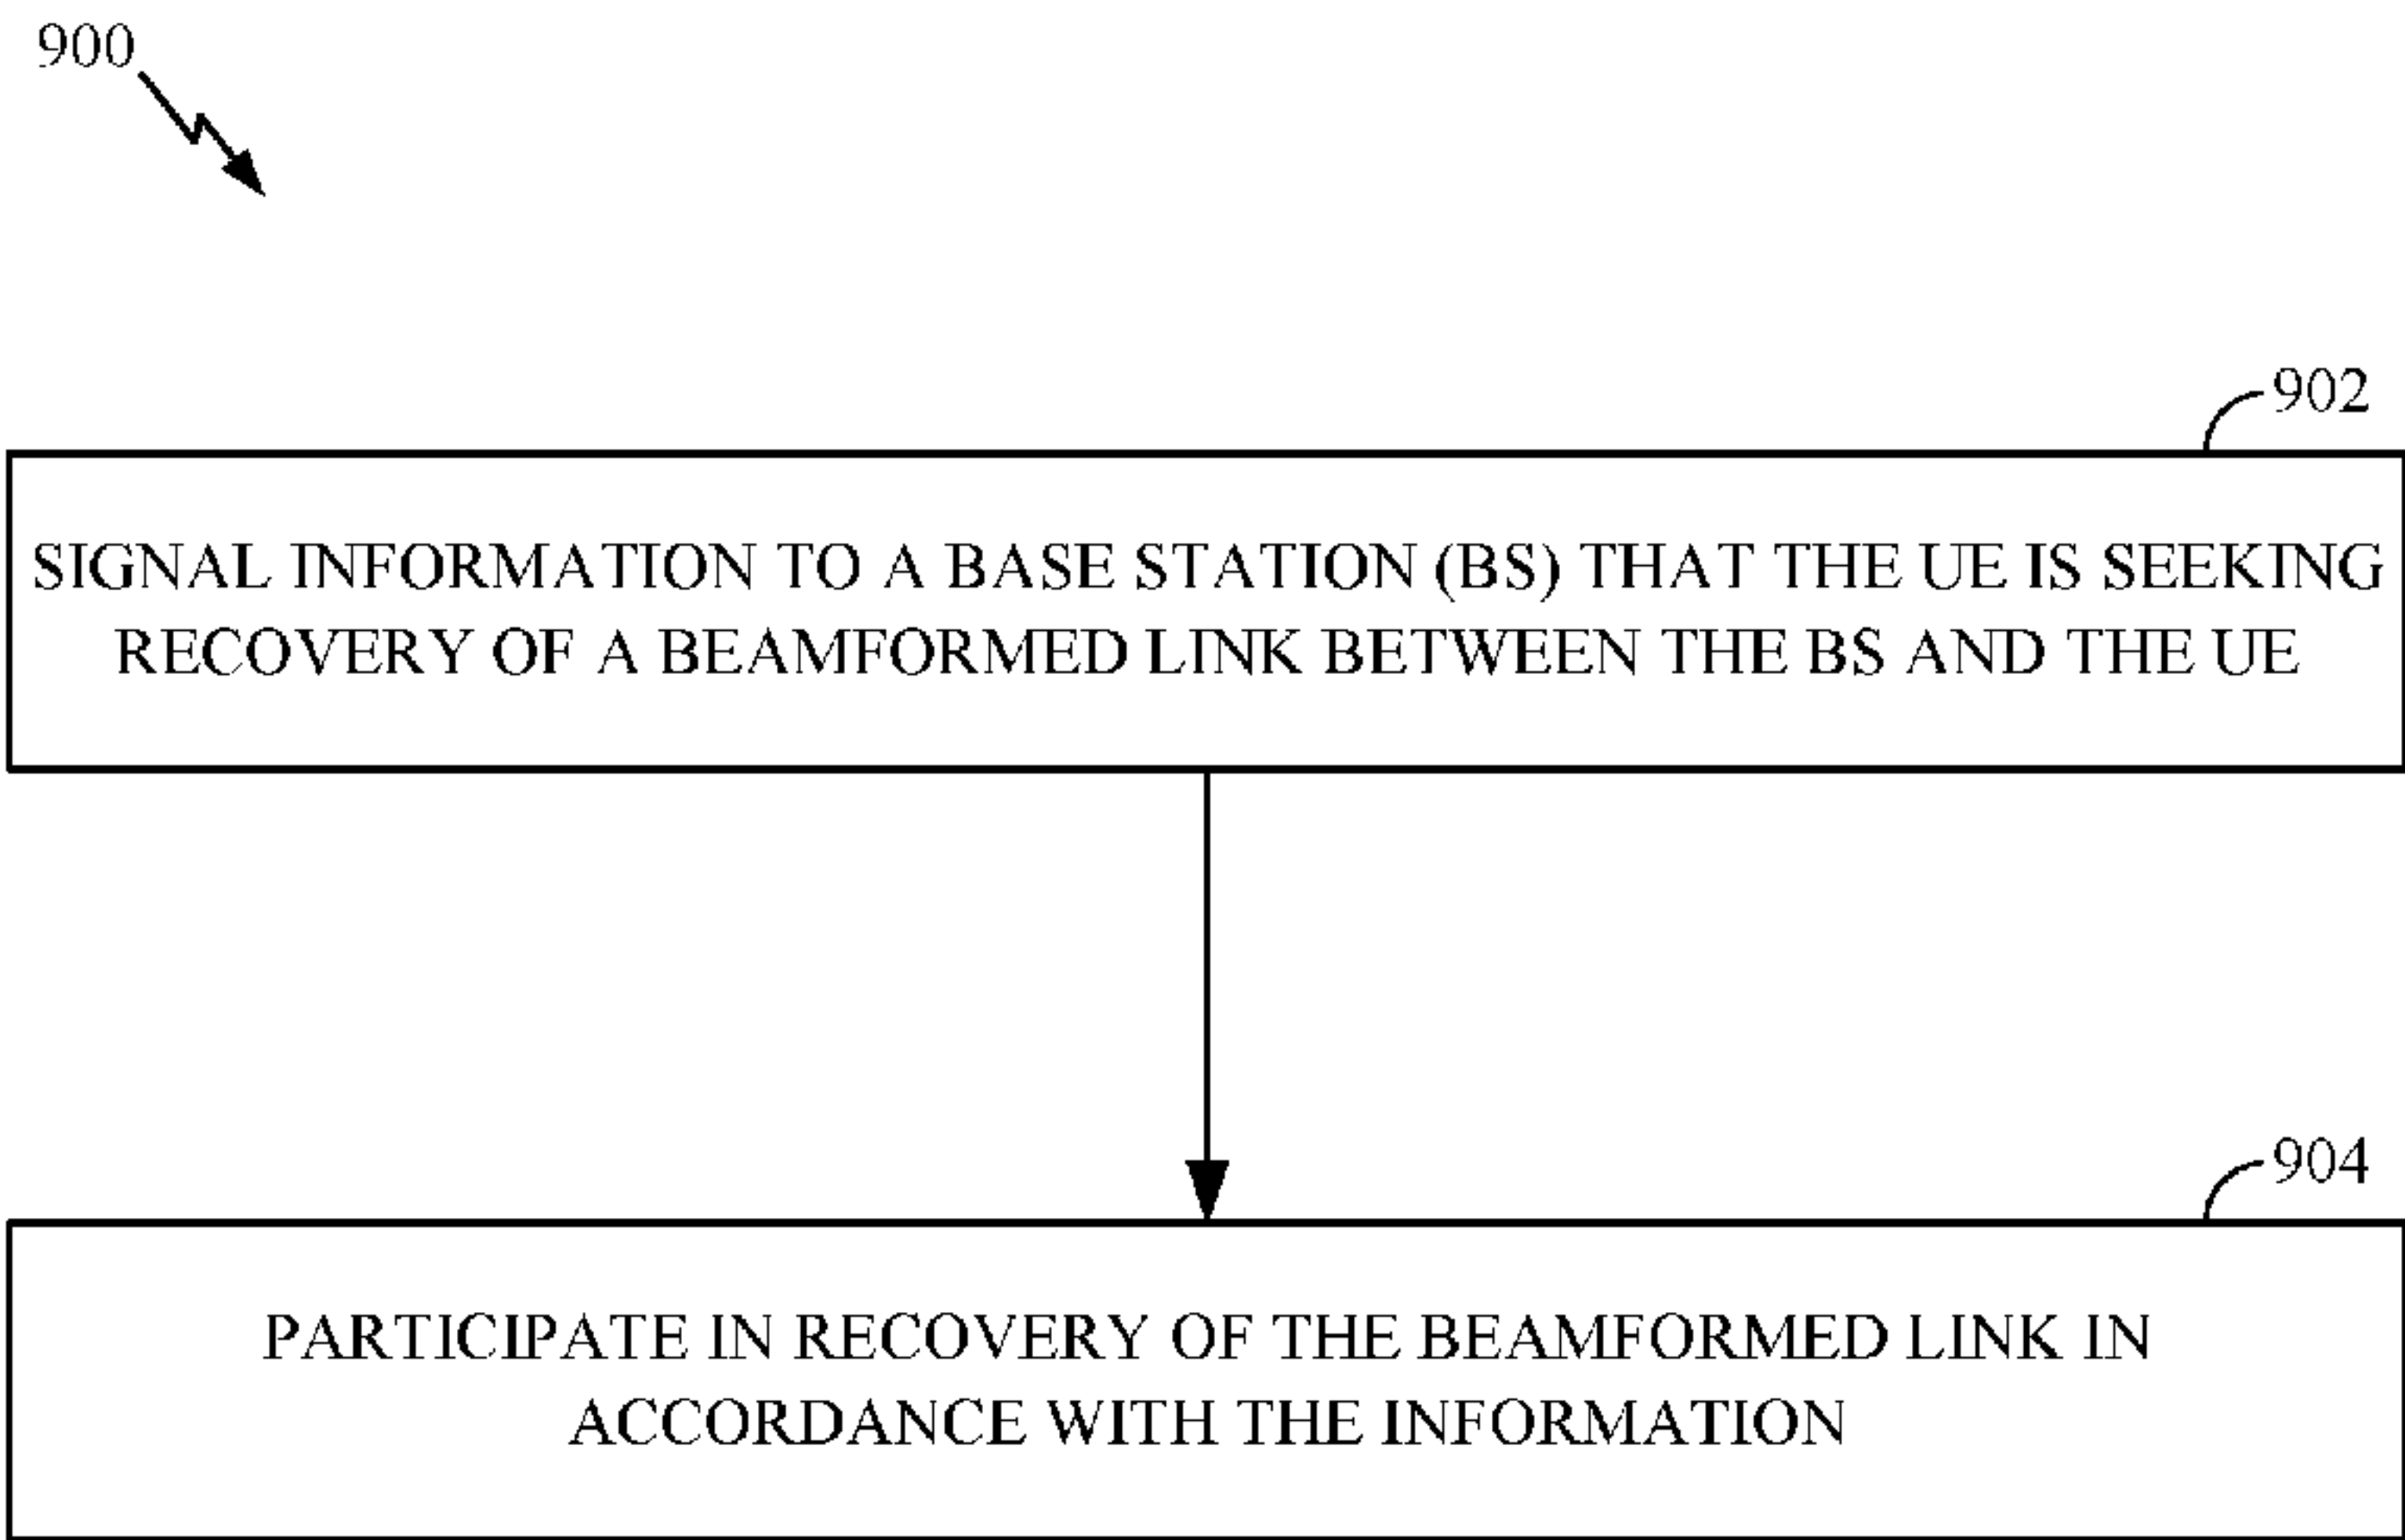 900
902
SIGNAL INFORMATION TO A BASE STATION (BS) THAT THE UE IS SEEKING
RECOVERY OF A BEAMFORMED LINK BETWEEN THE BS AND THE UE
904
PARTICIPATE IN RECOVERY OF THE BEAMFORMED LINK IN
ACCORDANCE WITH THE INFORMATION